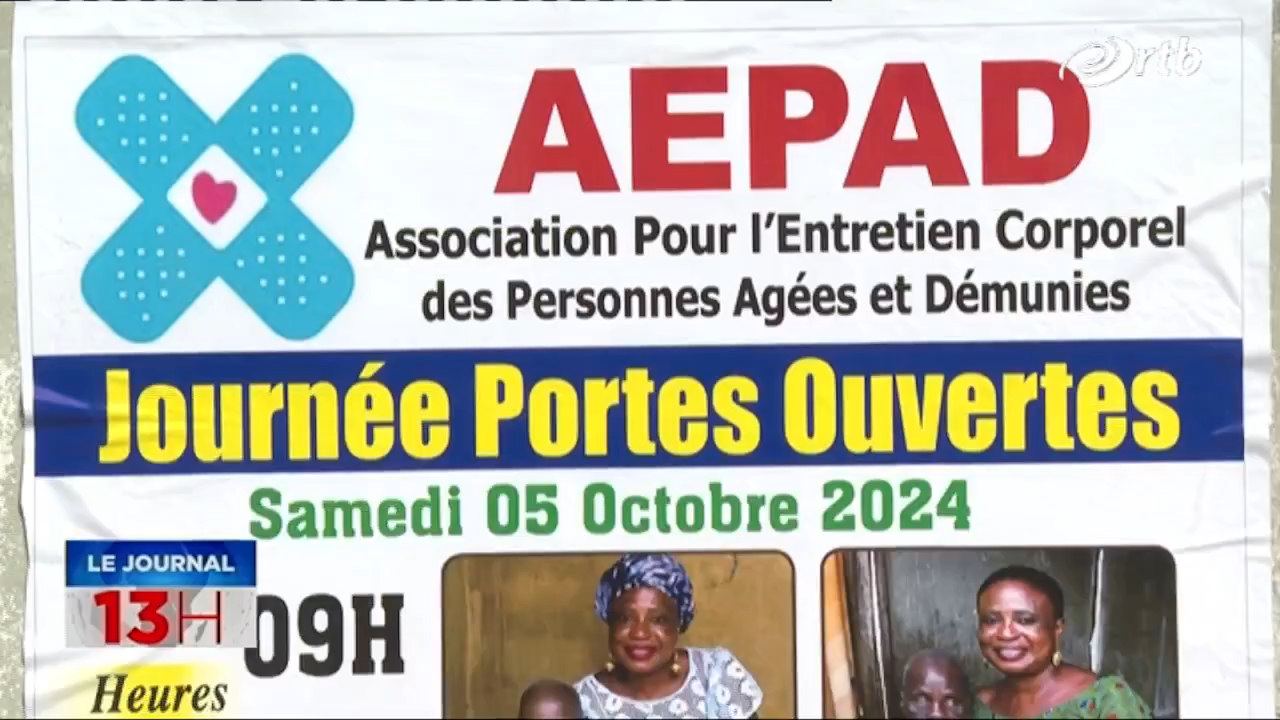 ortb
AEPAD
Association Pour l'Entretien Corporel
des Personnes Agées et Démunies
Journée Portes Ouvertes
Samedi 05 Octobre 2024
LE JOURNAL
13H
09H
Heures